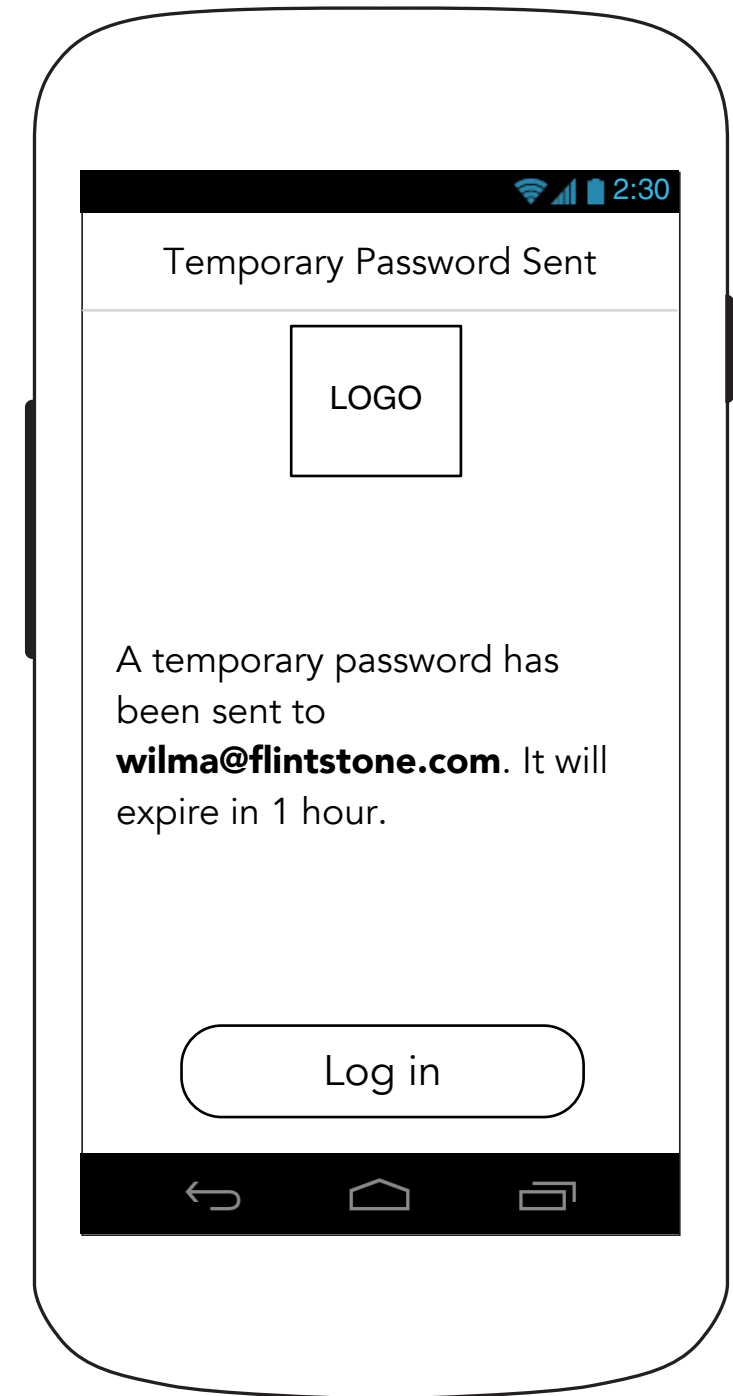 2:30
Temporary Password Sent
LOGO
A temporary password has
been sent to
wilma@flintstone.com. It will
expire in 1 hour.
Log in